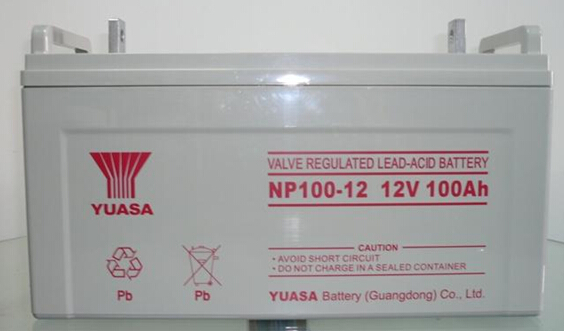 VALVE REGULATED LEAD-ACID BATTERY
NP100-12 12V 100Ah
YUASA
CAUTION
• AVOID SHORT CIRCUIT
• DO NOT CHARGE IN A SEALED CONTAINER
Pb
Pb
YUASA Battery (Guangdong) Co., Ltd.